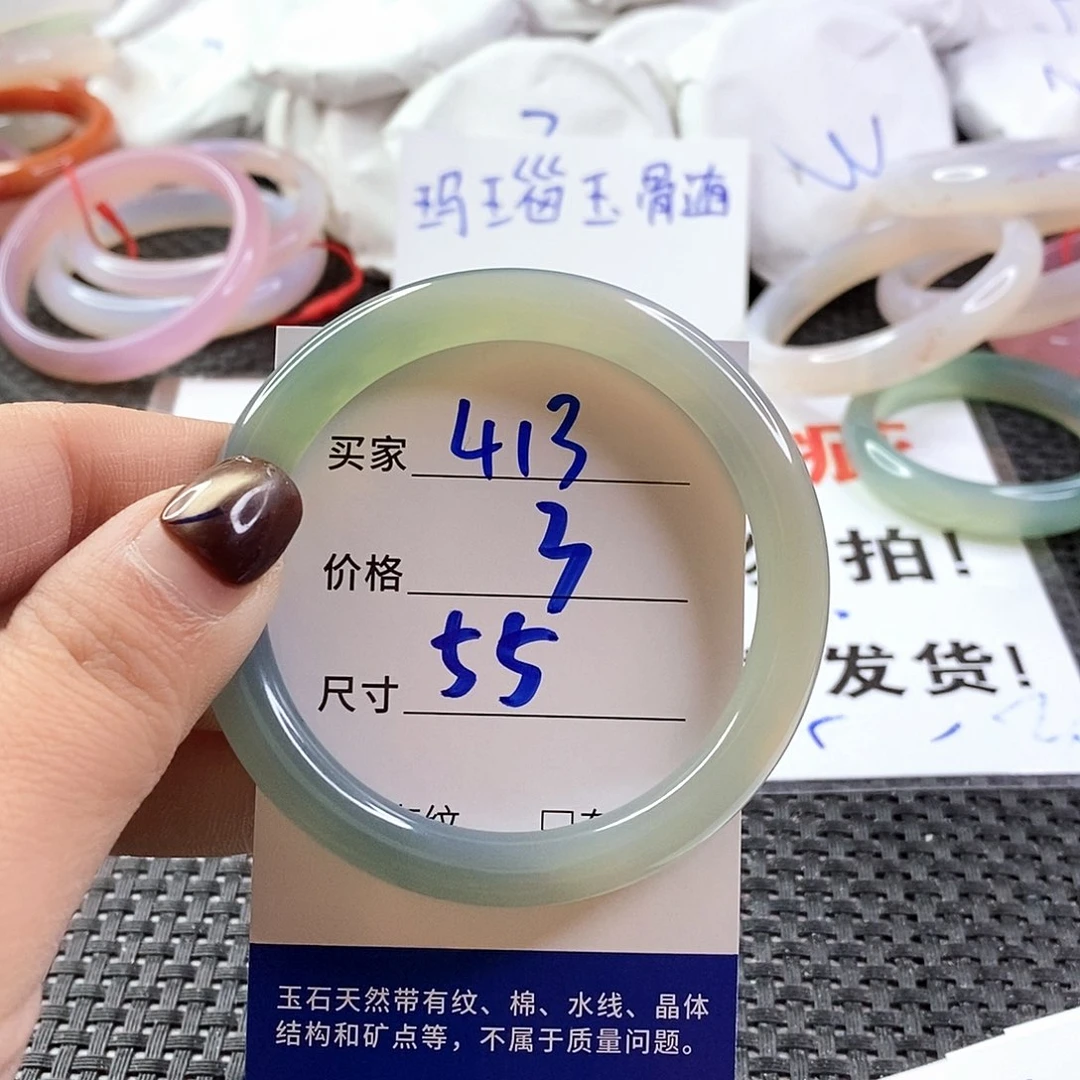 玛瑙玉骨髓
买家 413
价格 3
尺寸 55
纹 □
拍！
发货！
玉石天然带有纹、棉、水线、晶体
结构和矿点等，不属于质量问题。